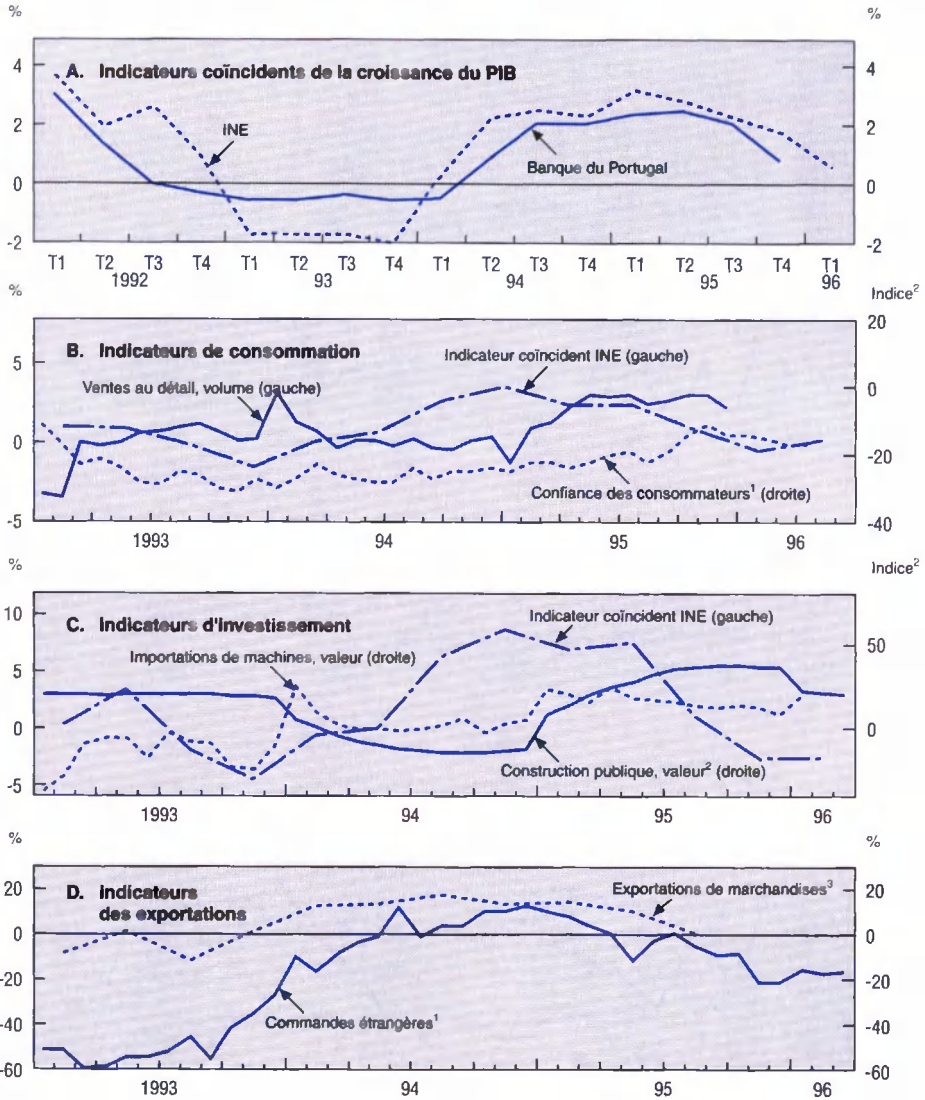 % %
A. Indicateurs coïncidents de la croissance du PIB
4 4
2 2
0 0
-2 -2
INE
Banque du Portugal
T1 T2 T3 T4 T1 T2 T3 T4 T1 T2 T3 T4 T1 T2 T3 T4 T1
1992 93 94 95 96
% Indice²
B. Indicateurs de consommation
20
5 0
0 -20
-5 -40
Indicateur coïncident INE (gauche)
Ventes au détail, volume (gauche)
Confiance des consommateurs¹ (droite)
1993 94 95 96
% Indice²
C. Indicateurs d'investissement
10
5 50
0 0
-5
Indicateur coïncident INE (gauche)
Importations de machines, valeur (droite)
Construction publique, valeur² (droite)
1993 94 95 96
% %
D. Indicateurs
des exportations
20 20
0 0
-20 -20
-40 -40
-60 -60
Exportations de marchandises³
Commandes étrangères¹
1993 94 95 96